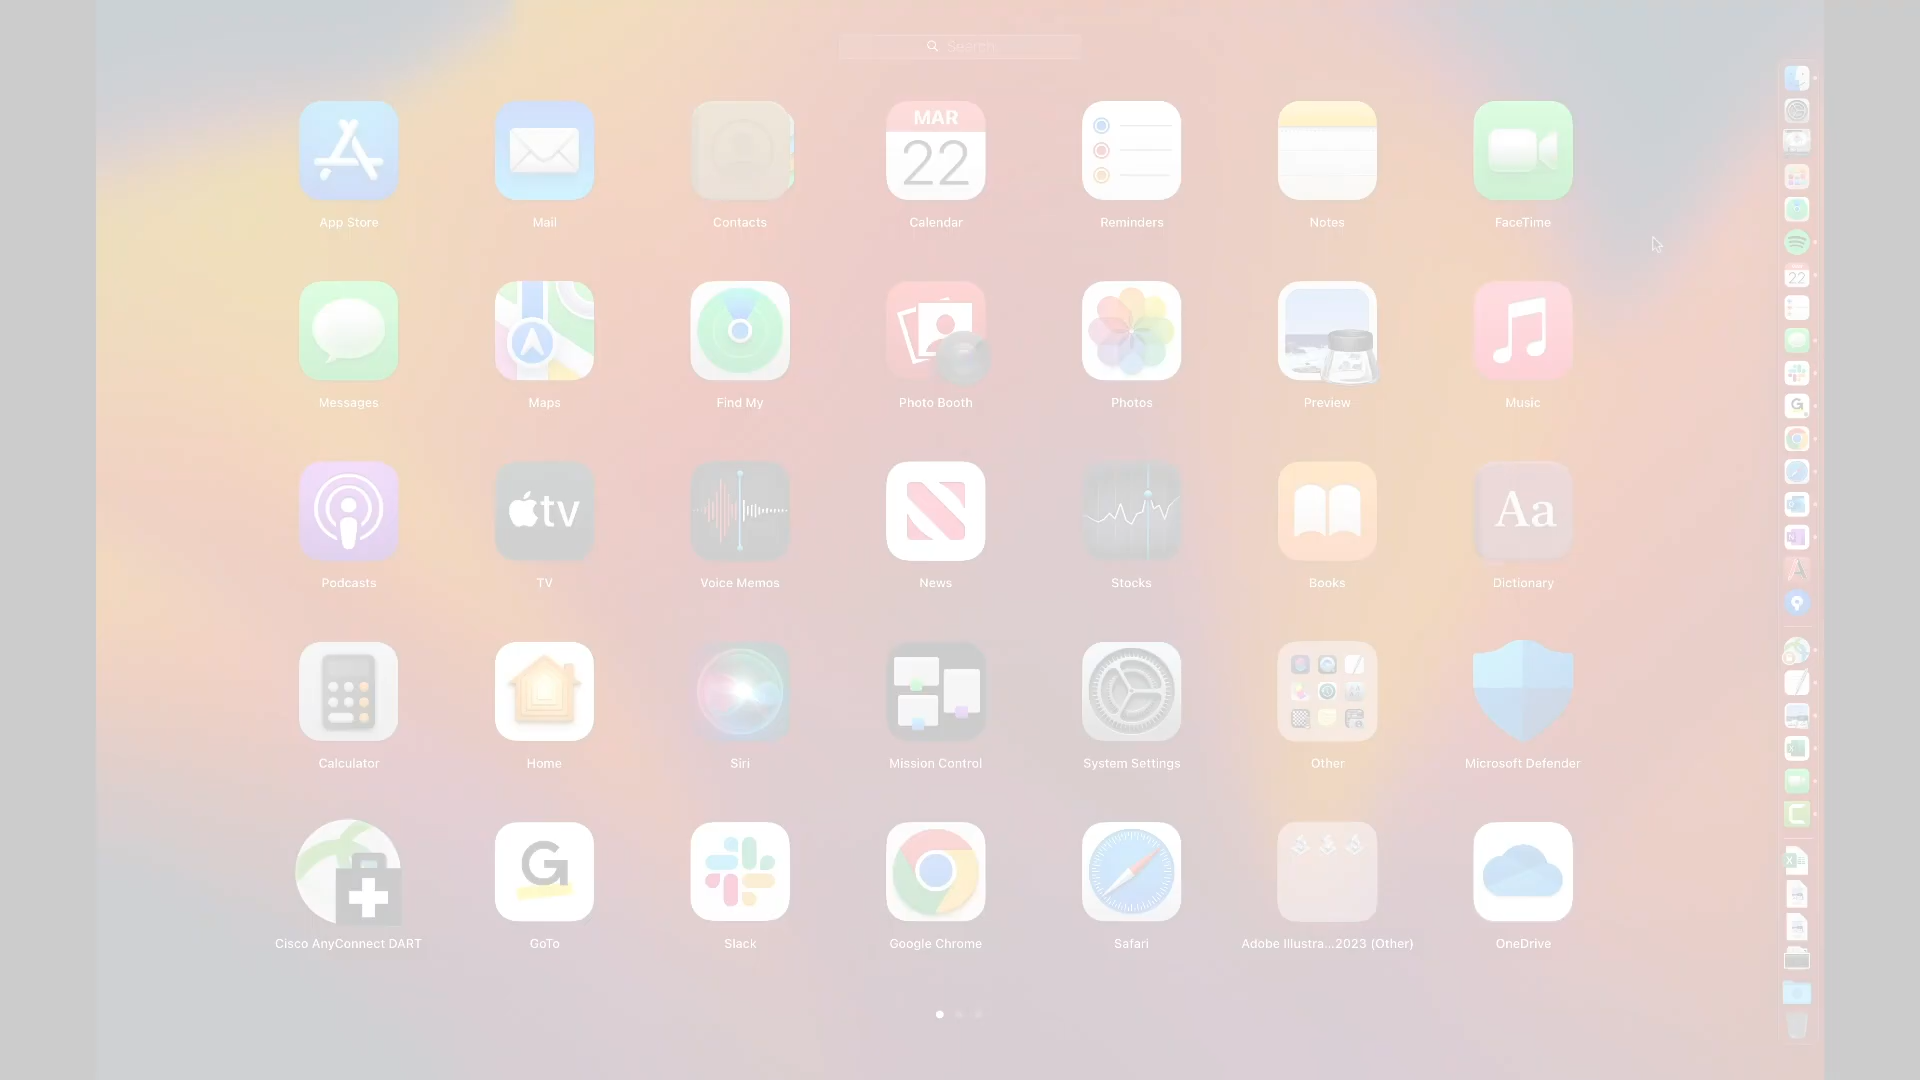 Search
App Store
Mail
Contacts
MAR
22
Calendar
Reminders
Notes
FaceTime
22
Messages
Maps
Find My
Photo Booth
Photos
Preview
Music
G
Podcasts
tv
TV
Voice Memos
News
Stocks
Books
Aa
Dictionary
Calculator
Home
Siri
Mission Control
System Settings
Other
Microsoft Defender
Cisco AnyConnect DART
G
GoTo
Slack
Google Chrome
Safari
Adobe Illustra...2023 (Other)
OneDrive